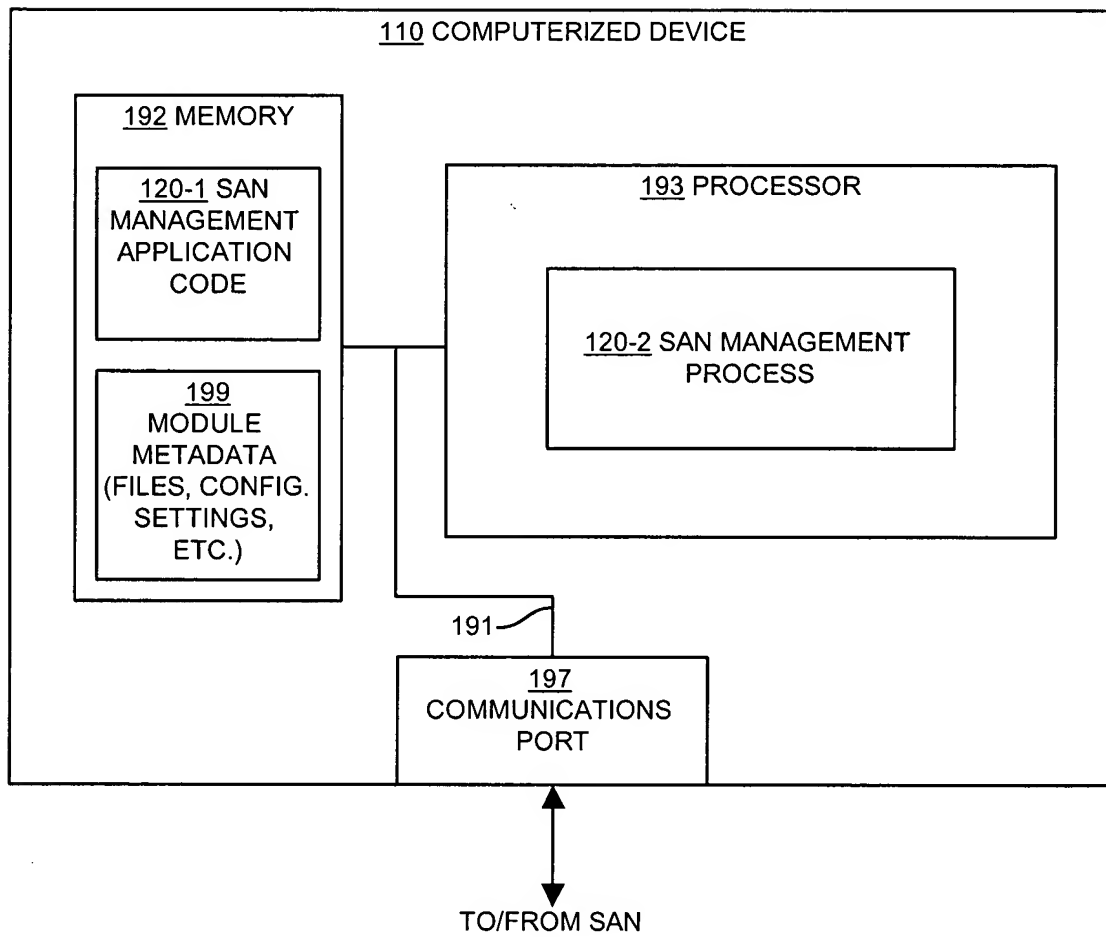 110 COMPUTERIZED DEVICE
192 MEMORY
120-1 SAN
MANAGEMENT
APPLICATION
CODE
199
MODULE
METADATA
(FILES, CONFIG.
SETTINGS,
ETC.)
193 PROCESSOR
120-2 SAN MANAGEMENT
PROCESS
191
197
COMMUNICATIONS
PORT
TO/FROM SAN